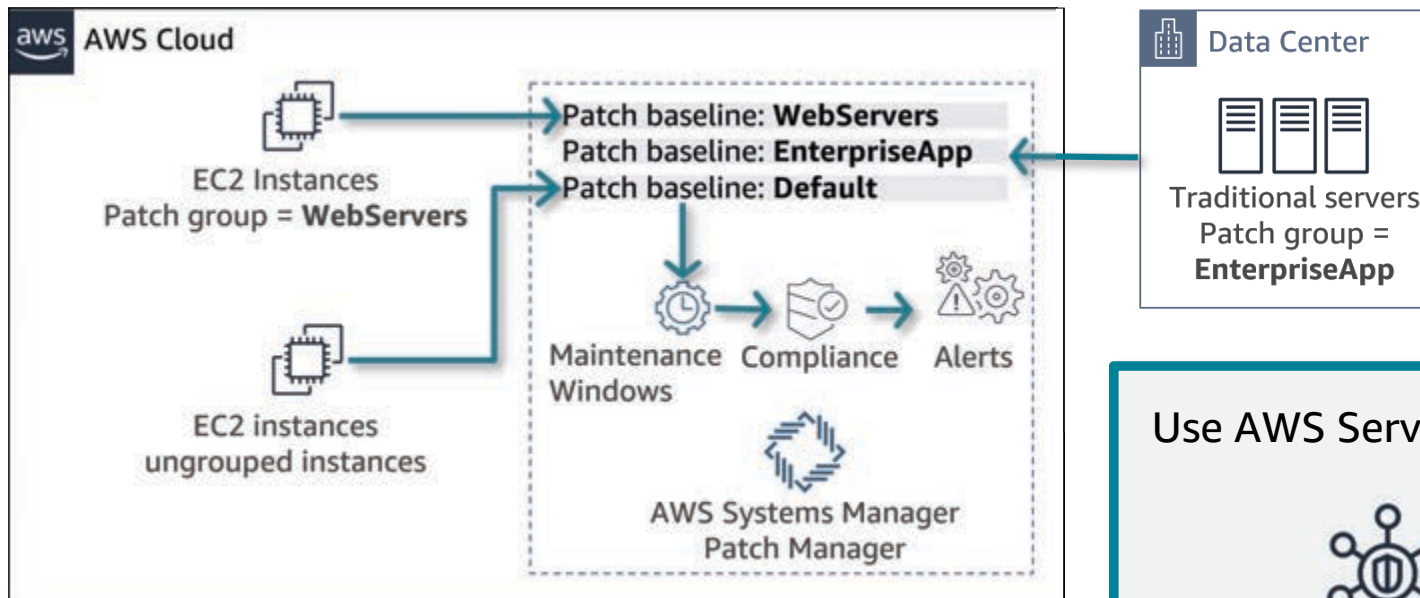 aws AWS Cloud
EC2 Instances
Patch group = WebServers
EC2 instances
ungrouped instances
Patch baseline: WebServers
Patch baseline: EnterpriseApp
Patch baseline: Default
Maintenance
Windows
Compliance
Alerts
AWS Systems Manager
Patch Manager
Data Center
Traditional servers
Patch group =
EnterpriseApp
Use AWS Serv